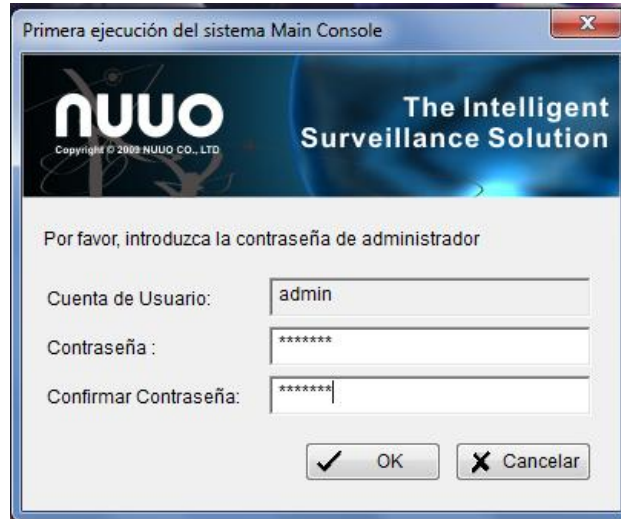 Primera ejecución del sistema Main Console
nuuo
The Intelligent
Surveillance Solution
Copyright © 2003 NUUO CO., LTD
Por favor, introduzca la contraseña de administrador
Cuenta de Usuario:
admin
Contraseña :
*******
Confirmar Contraseña:
*******
OK
Cancelar